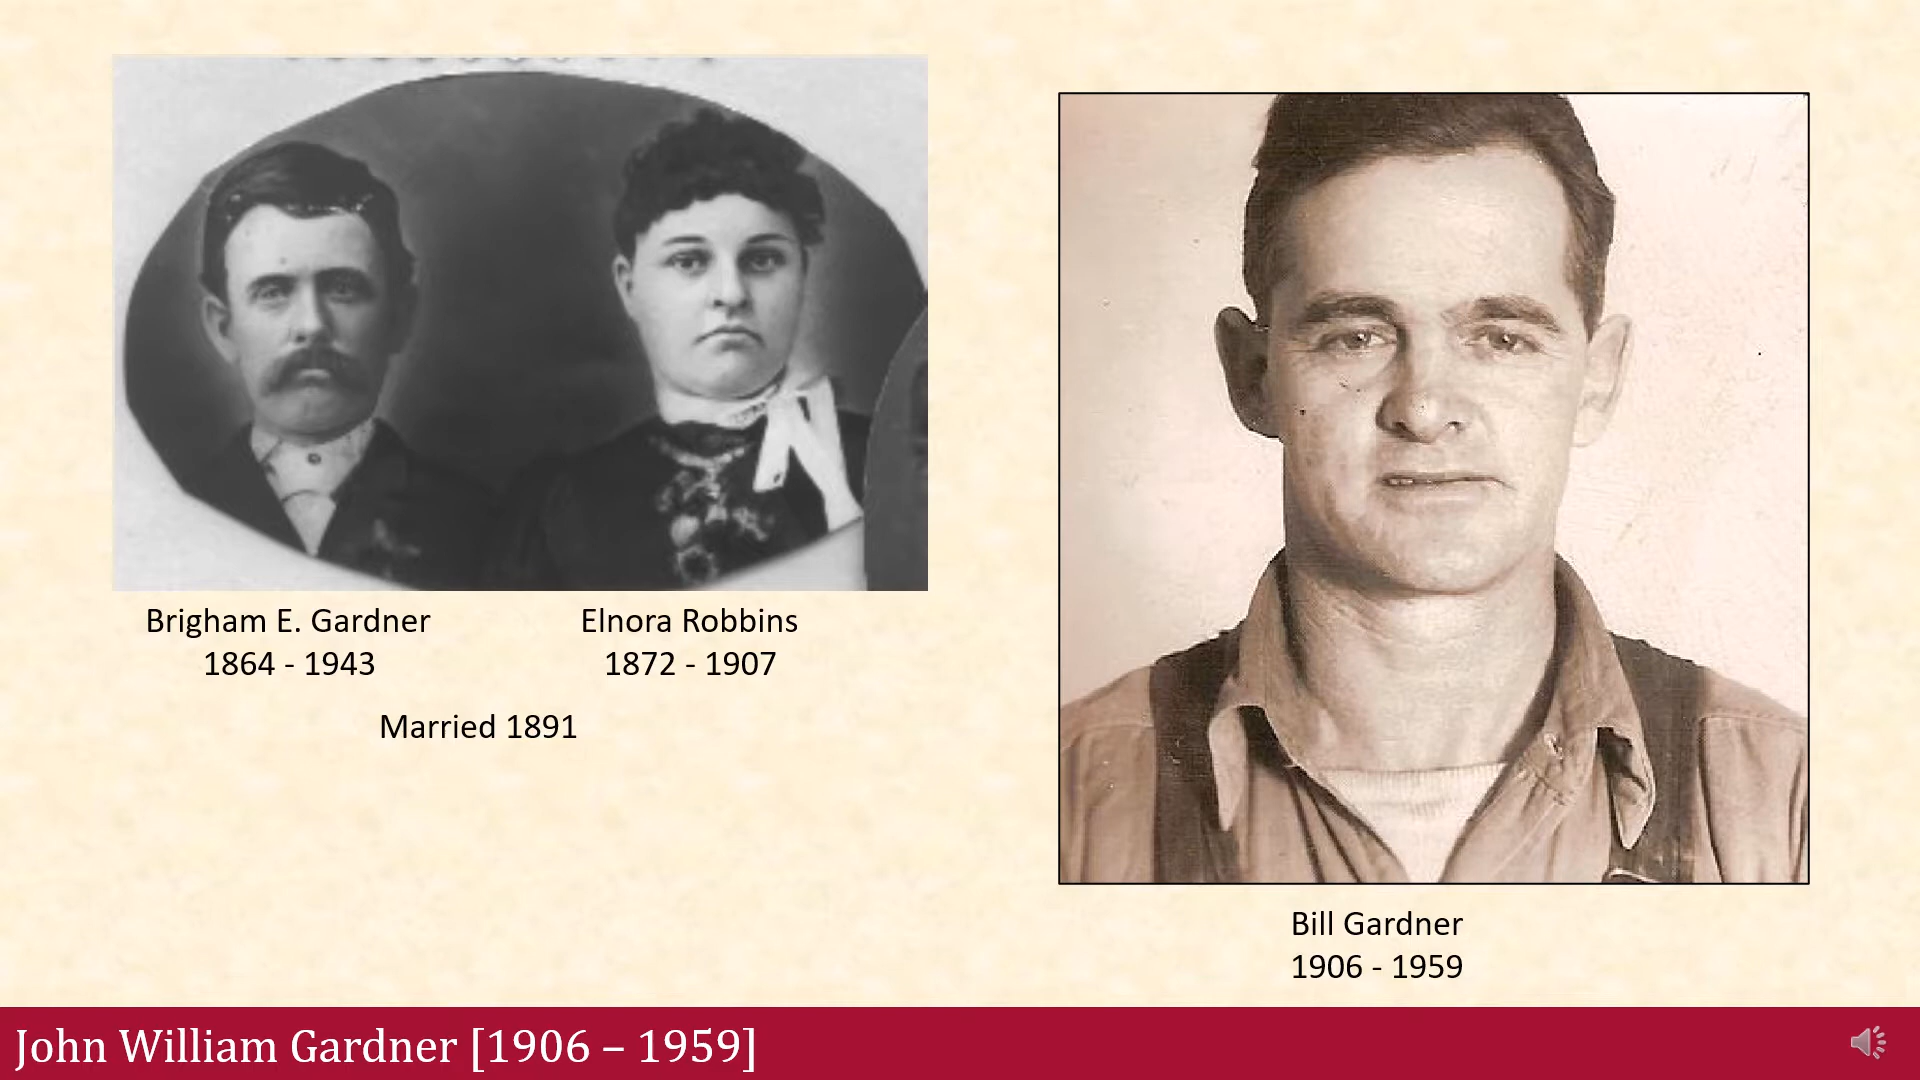 Brigham E. Gardner
1864 - 1943
Elnora Robbins
1872 - 1907
Married 1891
Bill Gardner
1906 - 1959
John William Gardner [1906 – 1959]